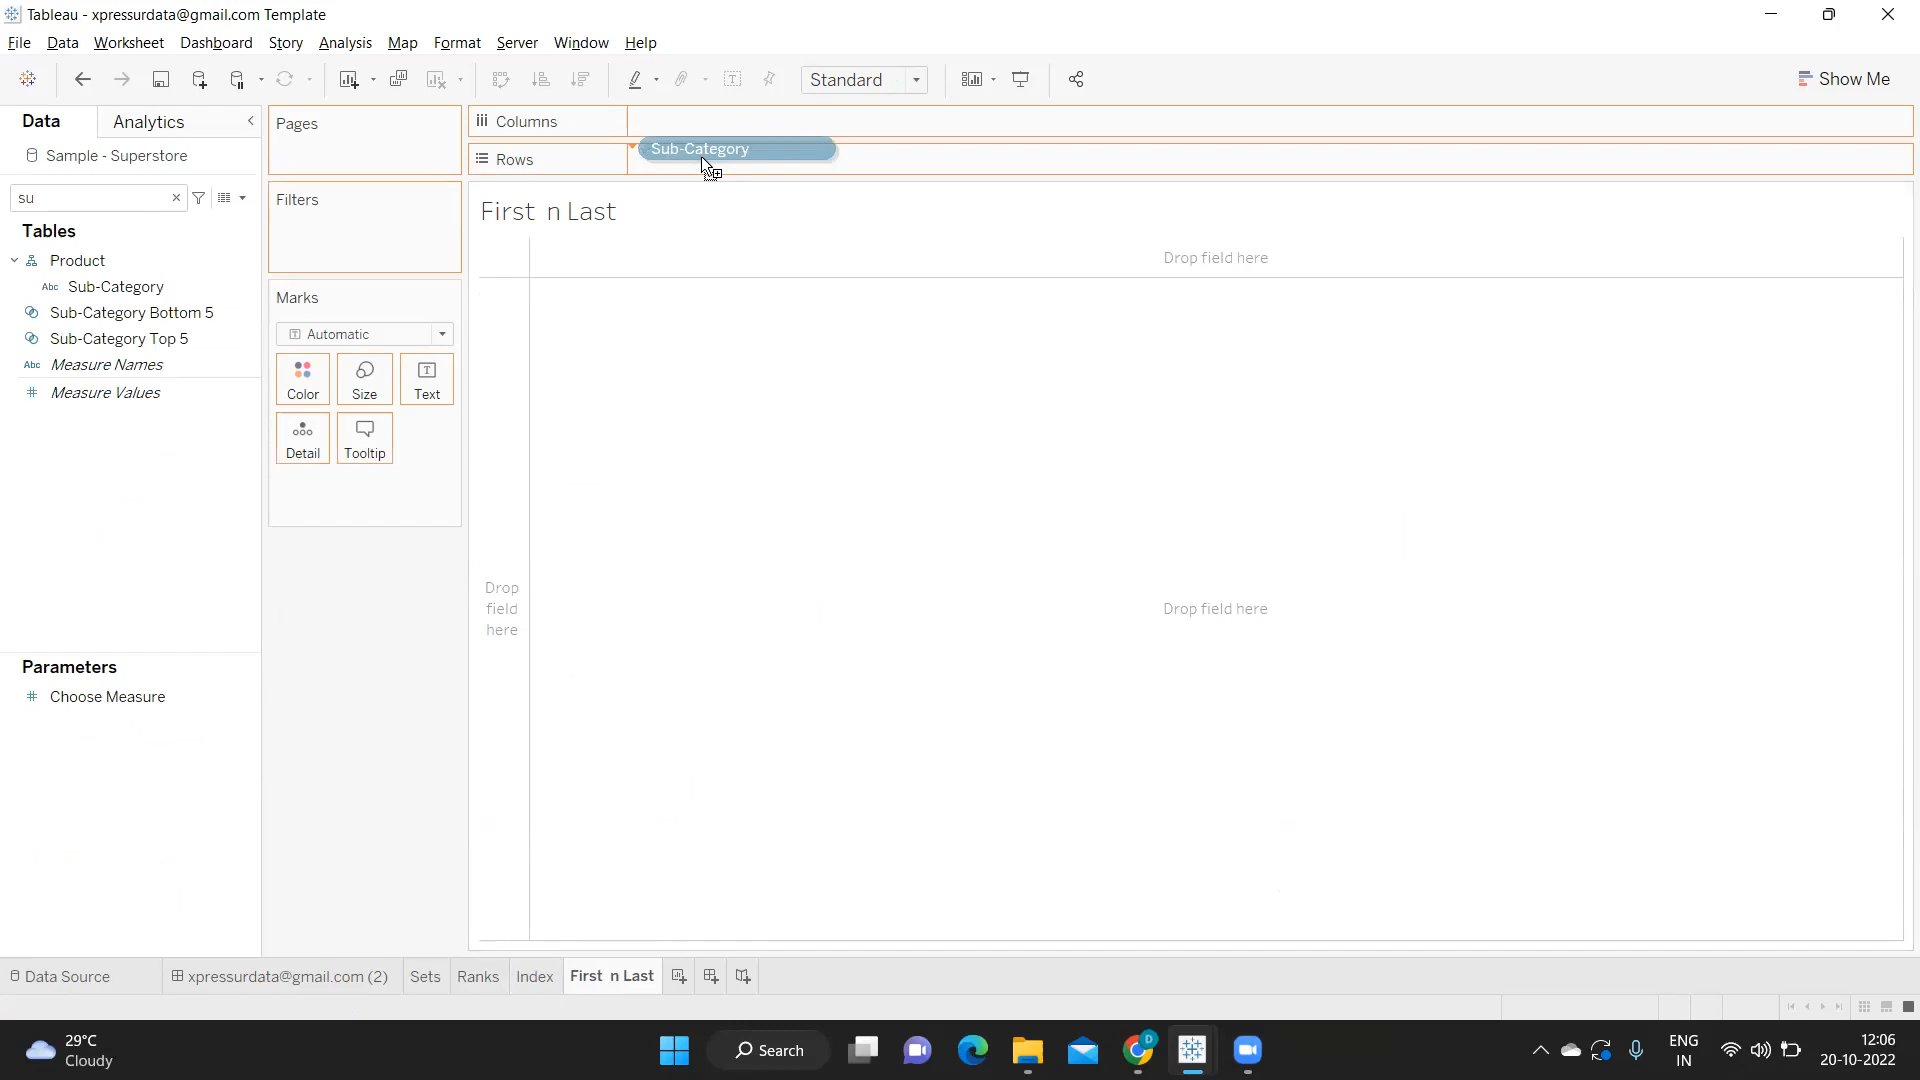 Tableau - xpressurdata@gmail.com Template
File Data Worksheet Dashboard Story Analysis Map Format Server Window Help
Standard
Show Me
Data Analytics
Pages
Columns
Sample - Superstore
Sub-Category
Rows
su
Filters
First n Last
Tables
Product
Drop field here
Abc Sub-Category
Marks
Sub-Category Bottom 5
Automatic
Sub-Category Top 5
Abc Measure Names
Color Size Text
Measure Values
Detail Tooltip
Drop
field
here
Drop field here
Parameters
Choose Measure
Data Source xpressurdata@gmail.com (2) Sets Ranks Index First n Last
29°C
Cloudy
Search
D
ENG
IN
12:06
20-10-2022